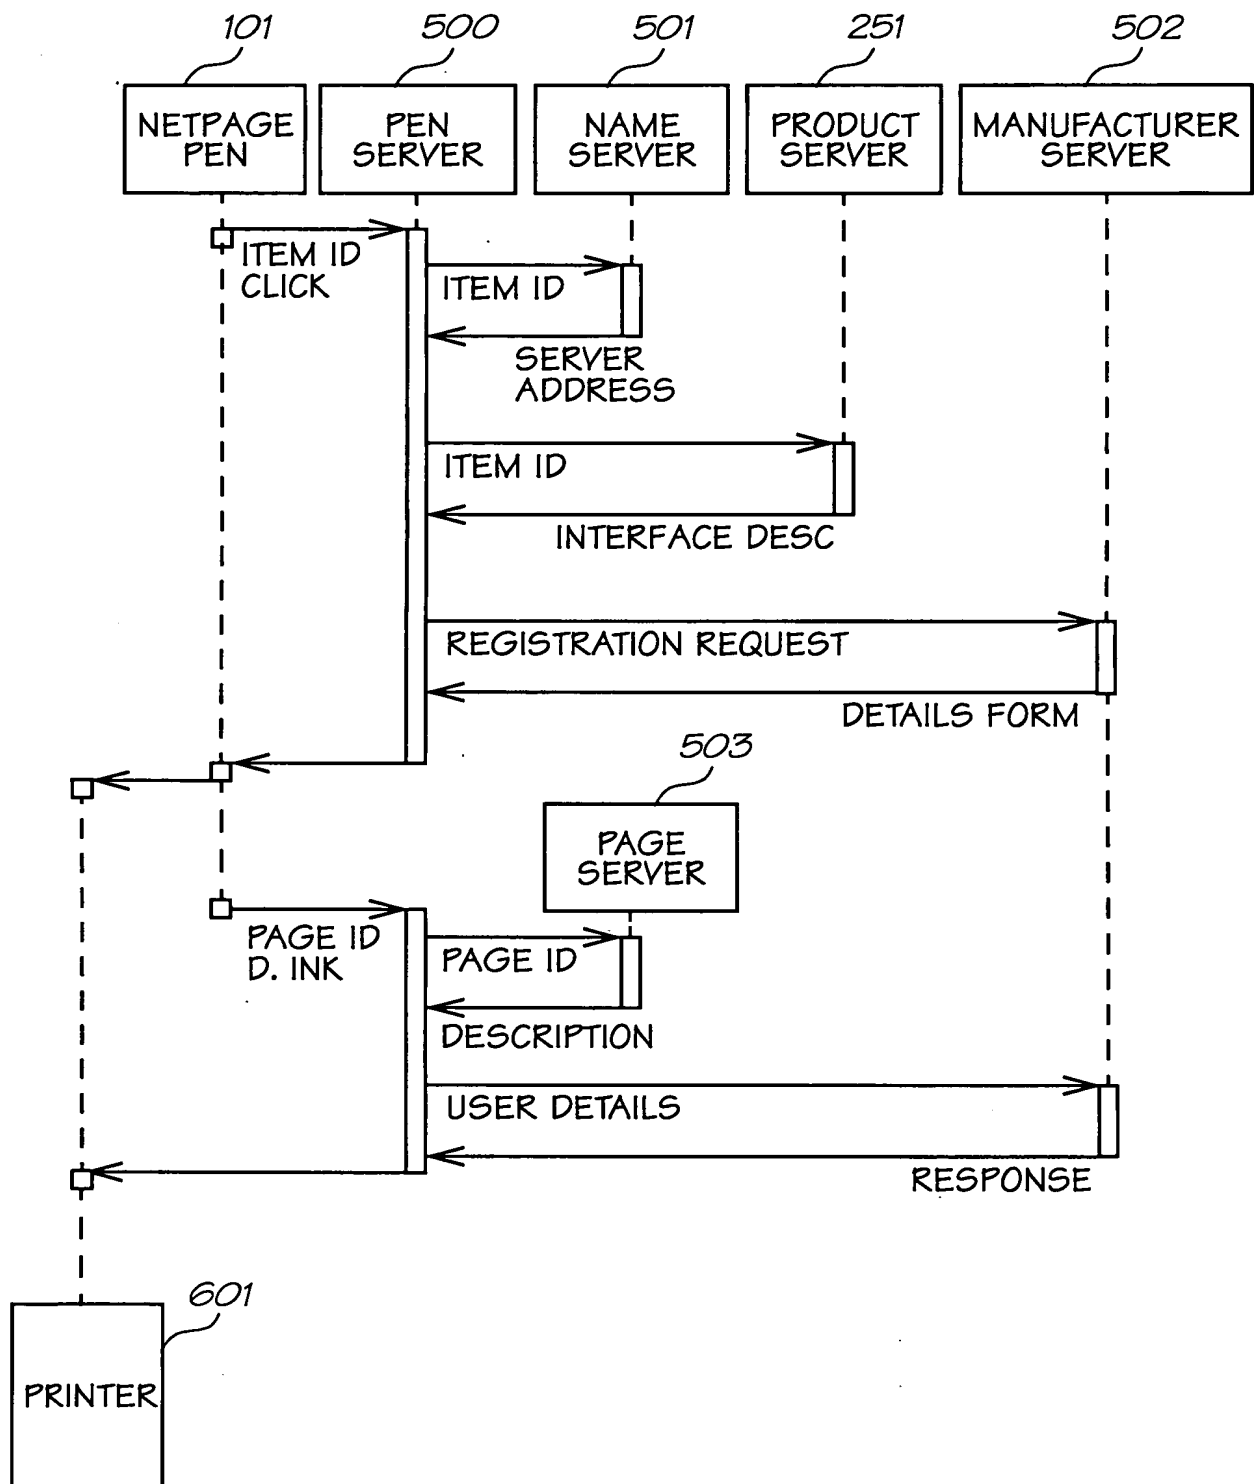 101
500
501
251
502
NETPAGE
PEN
PEN
SERVER
NAME
SERVER
PRODUCT
SERVER
MANUFACTURER
SERVER
ITEM ID
CLICK
ITEM ID
SERVER
ADDRESS
ITEM ID
INTERFACE DESC
REGISTRATION REQUEST
DETAILS FORM
503
PAGE
SERVER
PAGE ID
D. INK
PAGE ID
DESCRIPTION
USER DETAILS
RESPONSE
601
PRINTER